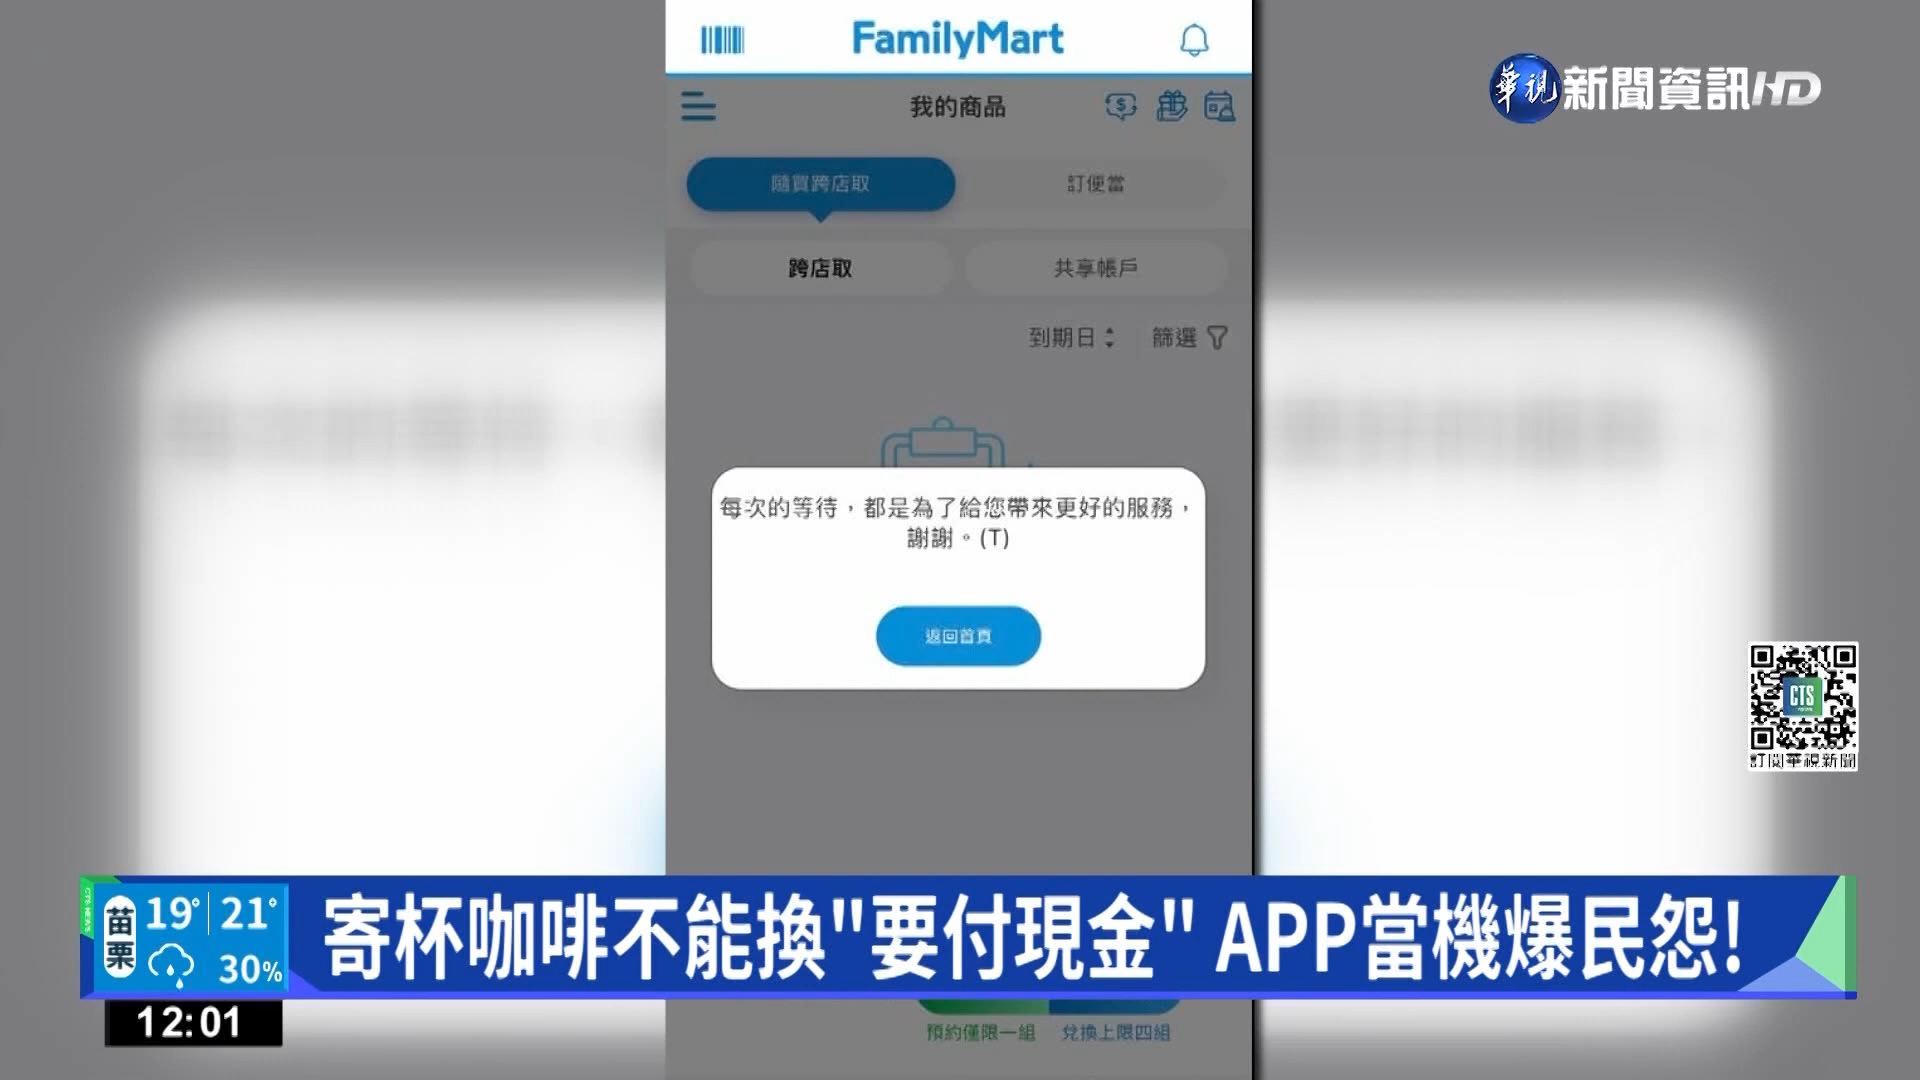 FamilyMart
華視新聞資訊HD
我的商品
隨買跨店取
訂便當
跨店取
共享帳戶
到期日
篩選
每次的等待，都是為了給您帶來更好的服務，
謝謝。(T)
返回首頁
CTS
訂閱華視新聞
苗栗
19° 21°
30%
寄杯咖啡不能換"要付現金" APP當機爆民怨!
12:01
預約僅限一組
兌換上限四組